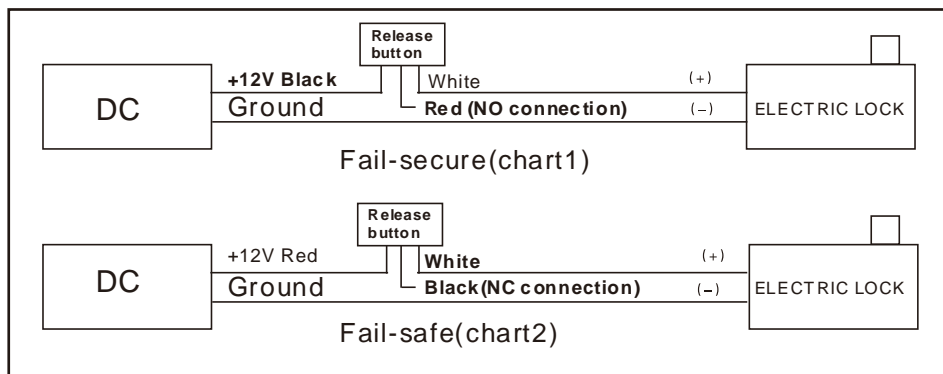 Release
button
+12V Black
White
(+)
DC
Ground
Red (NO connection)
(-)
ELECTRIC LOCK
Fail-secure(chart1)
Release
button
+12V Red
White
(+)
DC
Ground
Black(NC connection)
(-)
ELECTRIC LOCK
Fail-safe(chart2)